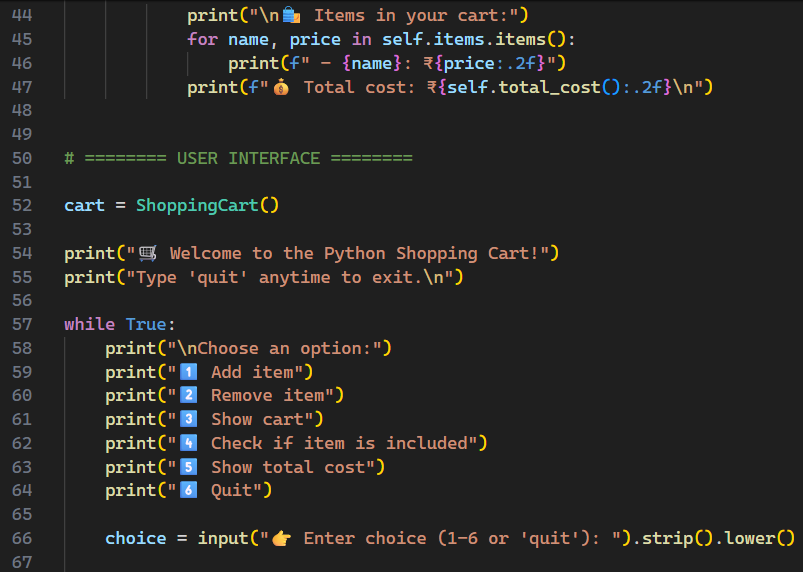 44 print("\n🛍️ Items in your cart:")
45 for name, price in self.items.items():
46 print(f" - {name}: ₹{price:.2f}")
47 print(f"💰 Total cost: ₹{self.total_cost():.2f}\n")
48
49
50 # ======== USER INTERFACE ========
51
52 cart = ShoppingCart()
53
54 print("🛒 Welcome to the Python Shopping Cart!")
55 print("Type 'quit' anytime to exit.\n")
56
57 while True:
58 print("\nChoose an option:")
59 print("1️⃣ Add item")
60 print("2️⃣ Remove item")
61 print("3️⃣ Show cart")
62 print("4️⃣ Check if item is included")
63 print("5️⃣ Show total cost")
64 print("6️⃣ Quit")
65
66 choice = input("👉 Enter choice (1-6 or 'quit'): ").strip().lower()
67